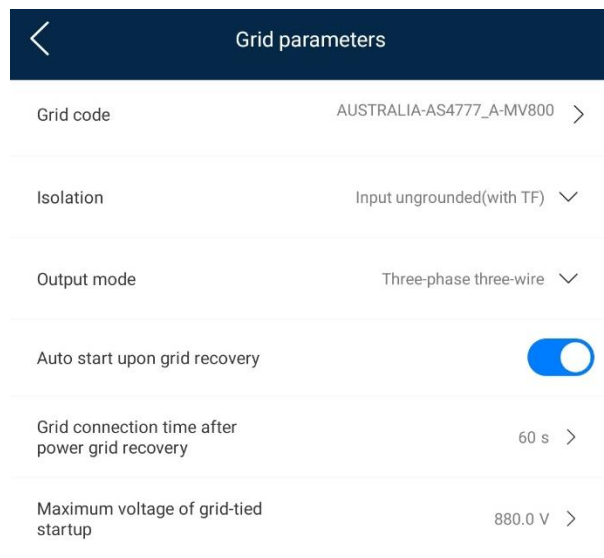 Grid parameters
Grid code
AUSTRALIA-AS4777_A-MV800
Isolation
Input ungrounded(with TF)
Output mode
Three-phase three-wire
Auto start upon grid recovery
Grid connection time after
power grid recovery
60 s
Maximum voltage of grid-tied
startup
880.0 V